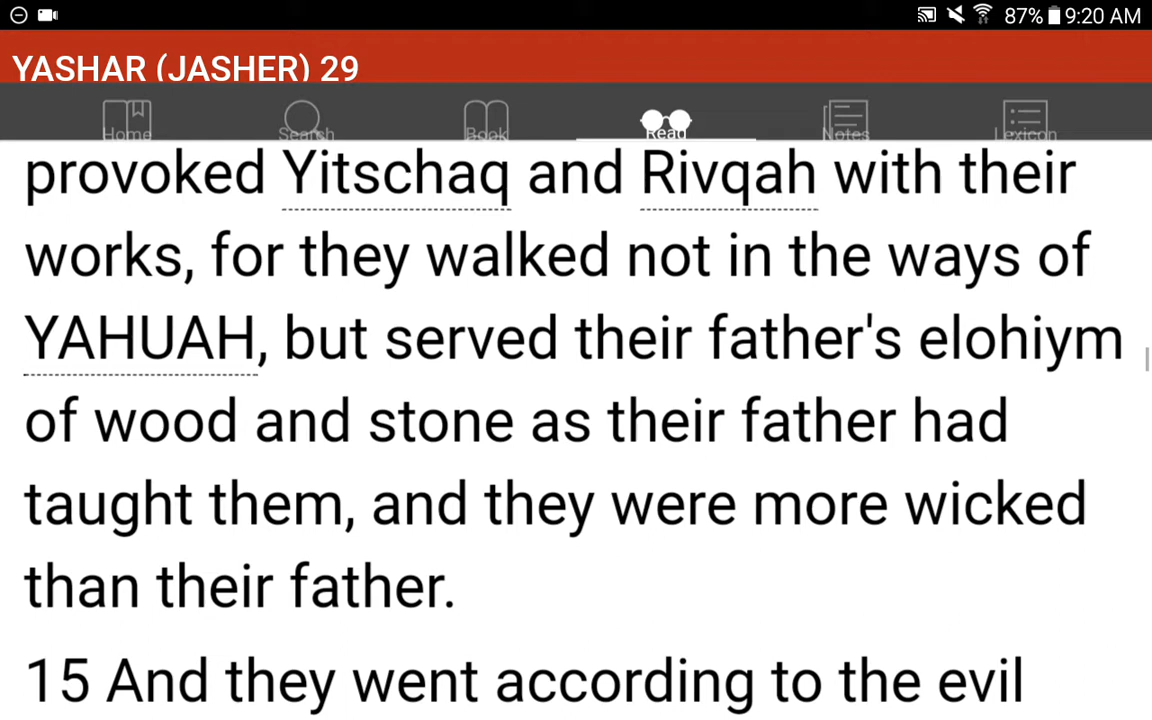 87% 9:20 AM
YASHAR (JASHER) 29
Home Search Book Read Notes Lexicon
provoked Yitschaq and Rivqah with their
works, for they walked not in the ways of
YAHUAH, but served their father's elohiym
of wood and stone as their father had
taught them, and they were more wicked
than their father.
15 And they went according to the evil